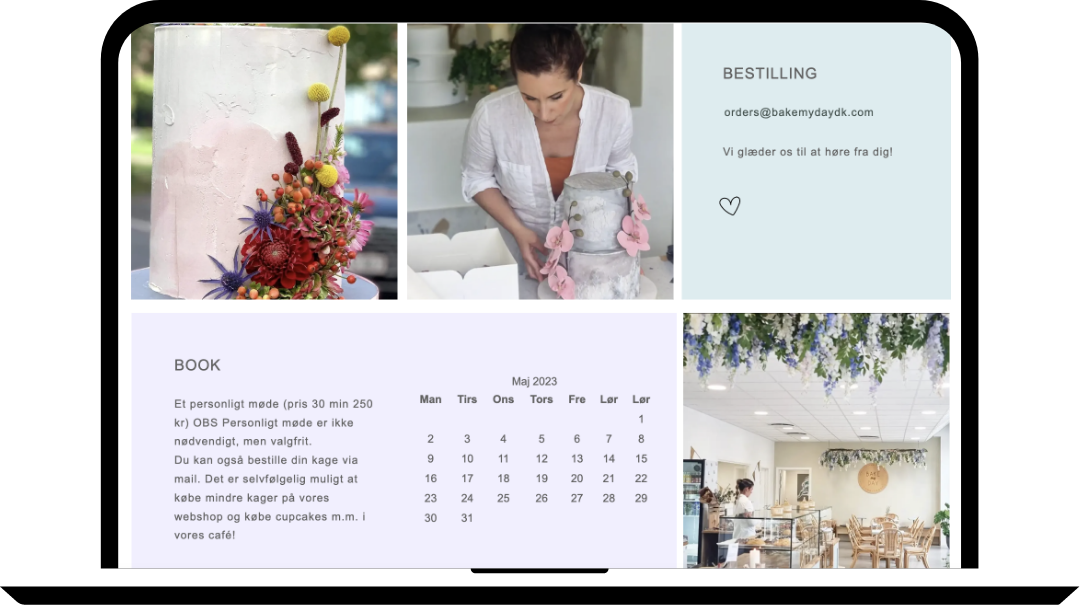 BESTILLING
orders@bakemydaydk.com
Vi glæder os til at høre fra dig!
BOOK
Et personligt møde (pris 30 min 250
kr) OBS Personligt møde er ikke
nødvendigt, men valgfrit.
Du kan også bestille din kage via
mail. Det er selvfølgelig muligt at
købe mindre kager på vores
webshop og købe cupcakes m.m. i
vores café!
Maj 2023
Man Tirs Ons Tors Fre Lør Lør
1
2 3 4 5 6 7 8
9 10 11 12 13 14 15
16 17 18 19 20 21 22
23 24 25 26 27 28 29
30 31